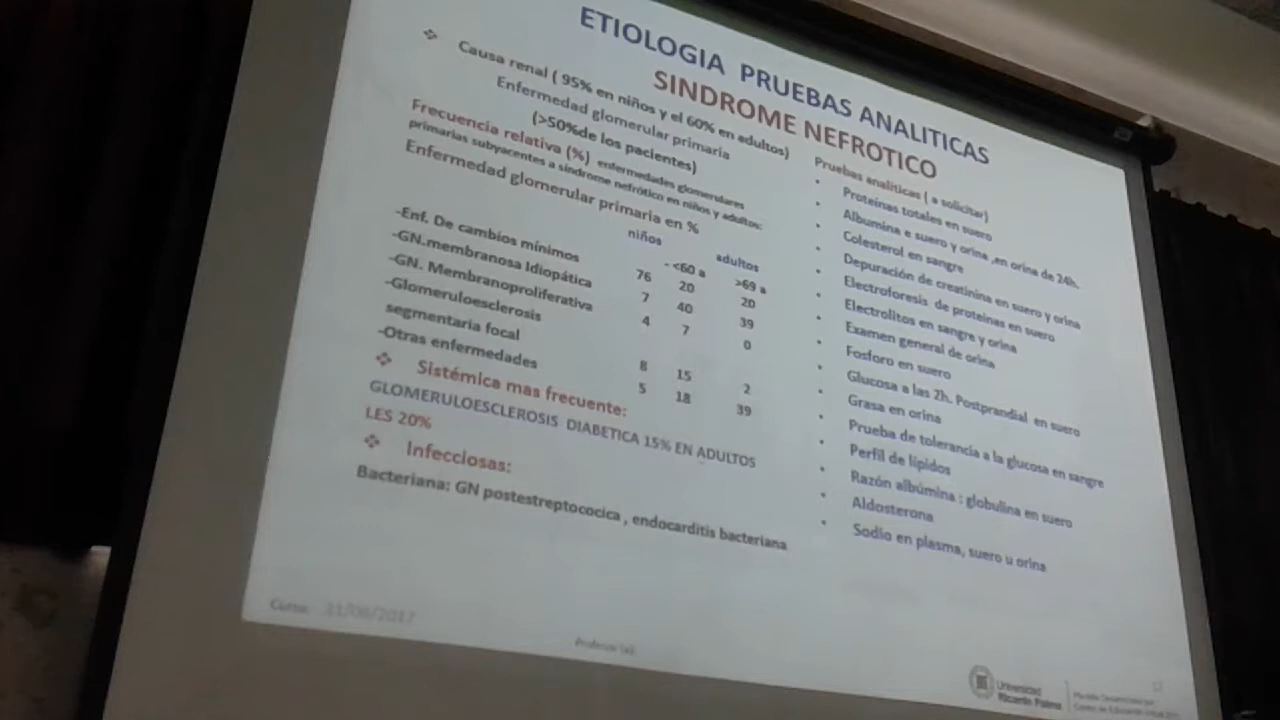 ETIOLOGIA PRUEBAS ANALITICAS
SINDROME NEFROTICO
❖ Causa renal ( 95% en niños y el 60% en adultos)
Enfermedad glomerular primaria
(>50%de los pacientes)
Frecuencia relativa (%) enfermedades glomerulares
primarias subyacentes a síndrome nefrótico en niños y adultos:
Enfermedad glomerular primaria en %
niños adultos
- <60 a >69 a
-Enf. De cambios mínimos 76 20 20
-GN.membranosa Idiopática 7 40 39
-GN. Membranoproliferativa 4 7 0
-Glomeruloesclerosis
segmentaria focal 8 15 2
-Otras enfermedades 5 18 39
❖ Sistémica mas frecuente:
GLOMERULOESCLEROSIS DIABETICA 15% EN ADULTOS
LES 20%
❖ Infecciosas:
Bacteriana: GN postestreptococica , endocarditis bacteriana
Pruebas analíticas ( a solicitar)
• Proteínas totales en suero
• Albumina e suero y orina ,en orina de 24h.
• Colesterol en sangre
• Depuración de creatinina en suero y orina
• Electroforesis de proteinas en suero
• Electrolitos en sangre y orina
• Examen general de orina
• Fosforo en suero
• Glucosa a las 2h. Postprandial en suero
• Grasa en orina
• Prueba de tolerancia a la glucosa en sangre
• Perfil de lípidos
• Razón albúmina : globulina en suero
• Aldosterona
• Sodio en plasma, suero u orina
Curso
Universidad
Ricardo Palma